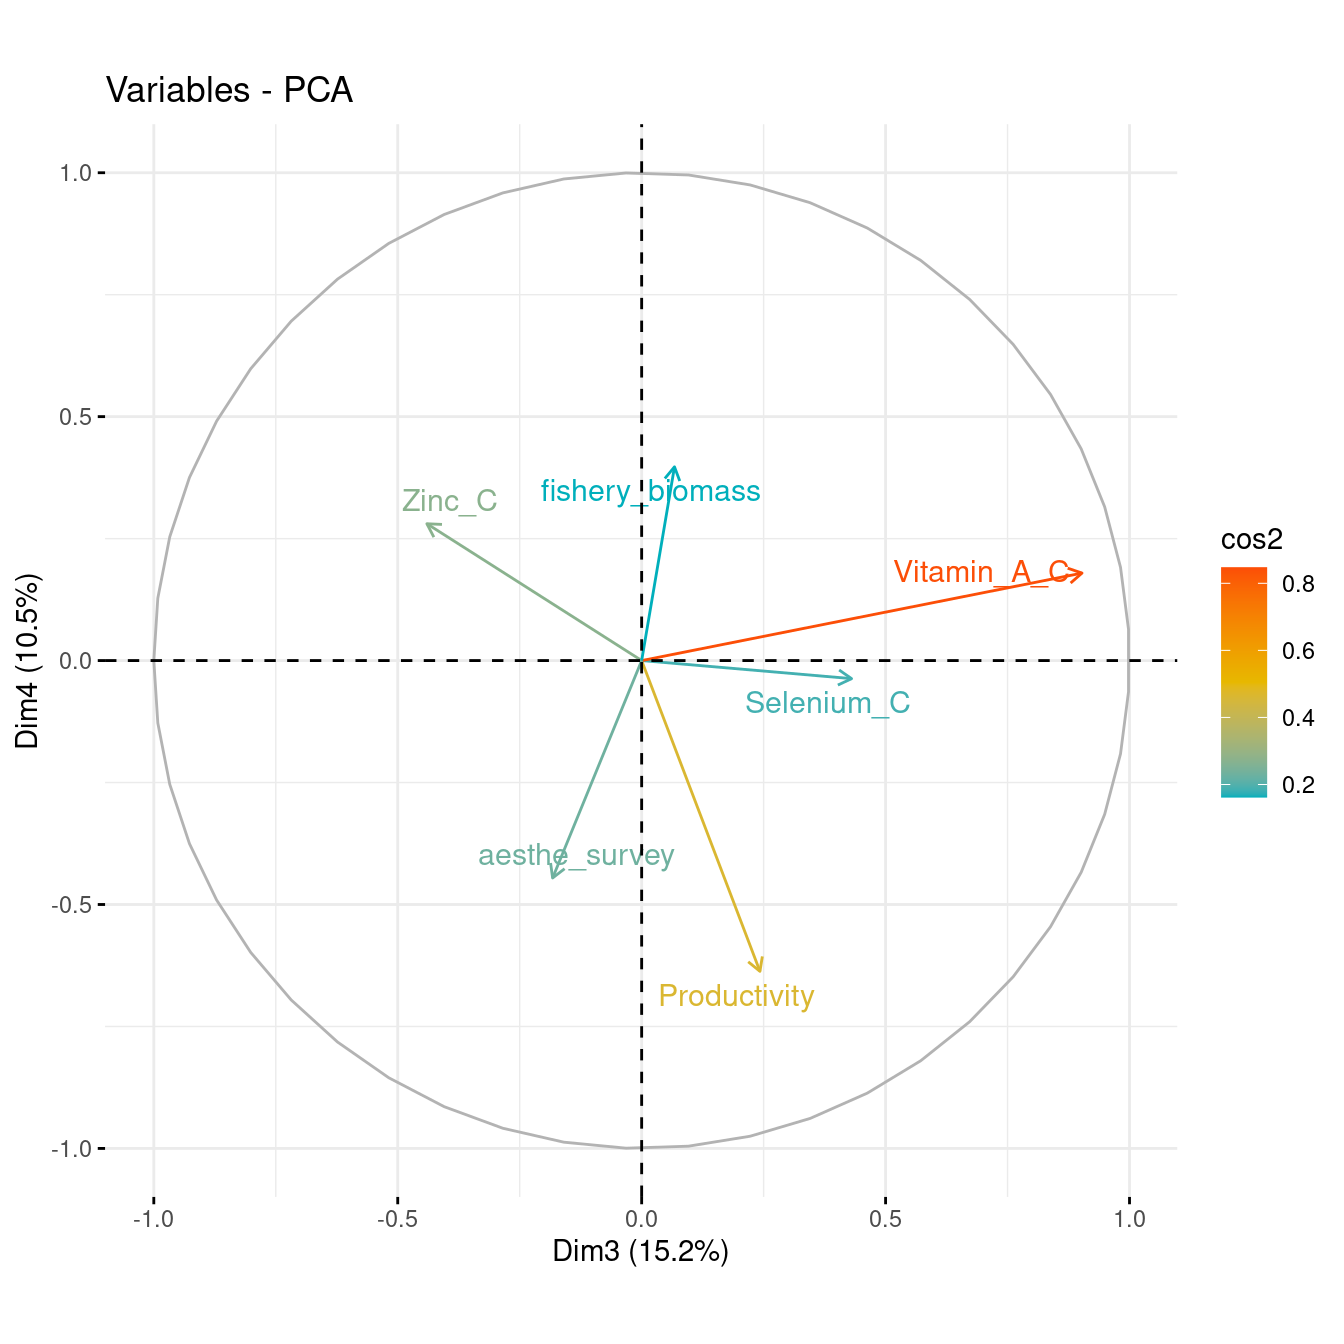 Variables - PCA
1.0
0.5
0.0
-0.5
-1.0
Dim4 (10.5%)
Zinc_C
fishery_biomass
Vitamin_A_C
Selenium_C
aesthe_survey
Productivity
-1.0
-0.5
0.0
0.5
1.0
Dim3 (15.2%)
cos2
0.8
0.6
0.4
0.2